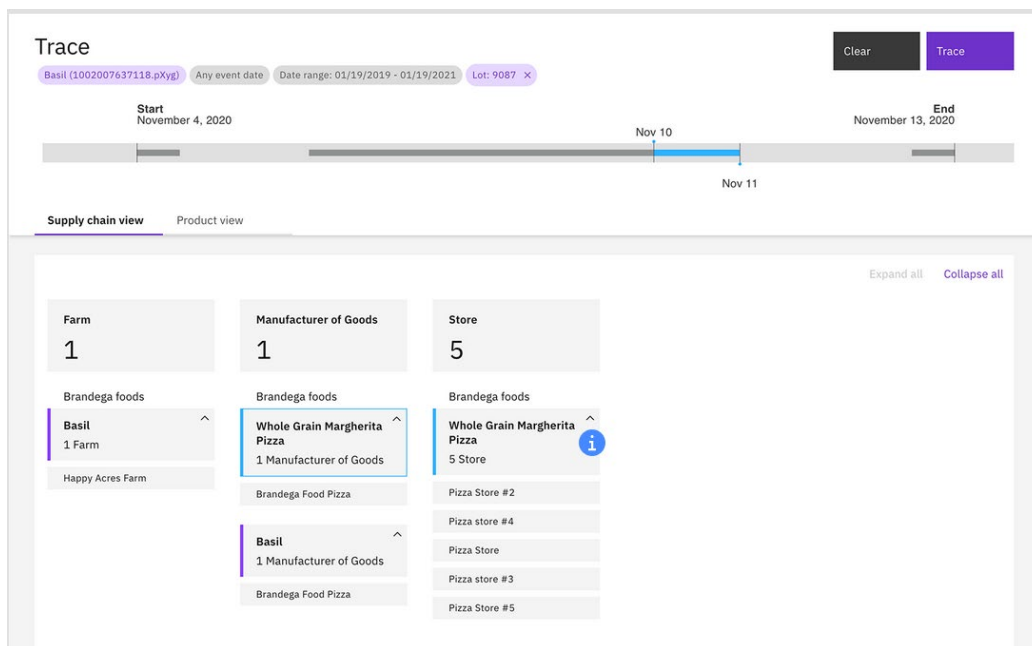 Trace
Clear
Trace
Basil (1002007637118.pXyg) Any event date Date range: 01/19/2019 - 01/19/2021 Lot: 9087 ×
Start
November 4, 2020
End
November 13, 2020
Nov 10
Nov 11
Supply chain view
Product view
Expand all
Collapse all
Farm
1
Manufacturer of Goods
1
Store
5
Brandega foods
Basil
1 Farm
Happy Acres Farm
Brandega foods
Whole Grain Margherita
Pizza
1 Manufacturer of Goods
Brandega Food Pizza
Basil
1 Manufacturer of Goods
Brandega Food Pizza
Brandega foods
Whole Grain Margherita
Pizza
5 Store
i
Pizza Store #2
Pizza store #4
Pizza Store
Pizza store #3
Pizza Store #5